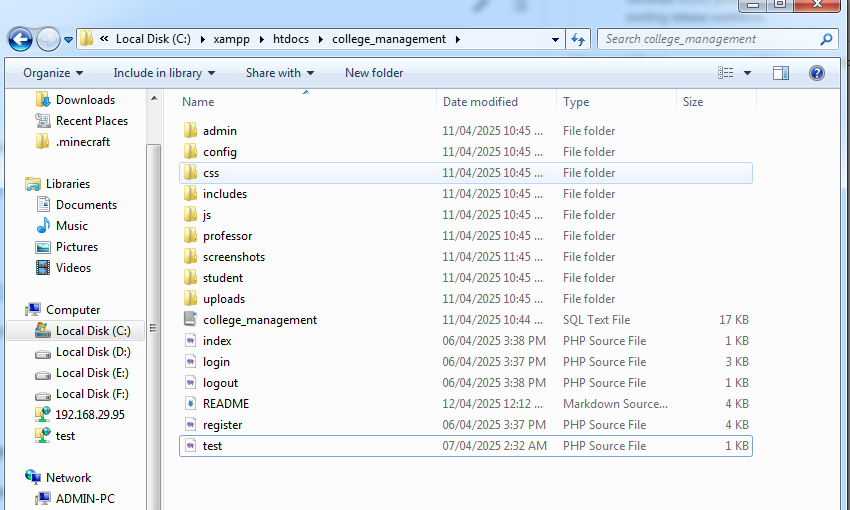 existing release workflows
Local Disk (C:) xampp htdocs college_management
Search college_management
Organize Include in library Share with New folder
Name Date modified Type Size
Downloads
Recent Places
.minecraft
Libraries
Documents
Music
Pictures
Videos
Computer
Local Disk (C:)
Local Disk (D:)
Local Disk (E:)
Local Disk (F:)
192.168.29.95
test
Network
ADMIN-PC
admin 11/04/2025 10:45 ... File folder
config 11/04/2025 10:45 ... File folder
css 11/04/2025 10:45 ... File folder
includes 11/04/2025 10:45 ... File folder
js 11/04/2025 10:45 ... File folder
professor 11/04/2025 10:45 ... File folder
screenshots 11/04/2025 11:45 ... File folder
student 11/04/2025 10:45 ... File folder
uploads 11/04/2025 10:45 ... File folder
college_management 11/04/2025 10:44 ... SQL Text File 17 KB
index 06/04/2025 3:38 PM PHP Source File 1 KB
login 06/04/2025 3:37 PM PHP Source File 3 KB
logout 06/04/2025 3:38 PM PHP Source File 1 KB
README 12/04/2025 12:12 ... Markdown Source... 4 KB
register 06/04/2025 3:37 PM PHP Source File 4 KB
test 07/04/2025 2:32 AM PHP Source File 1 KB